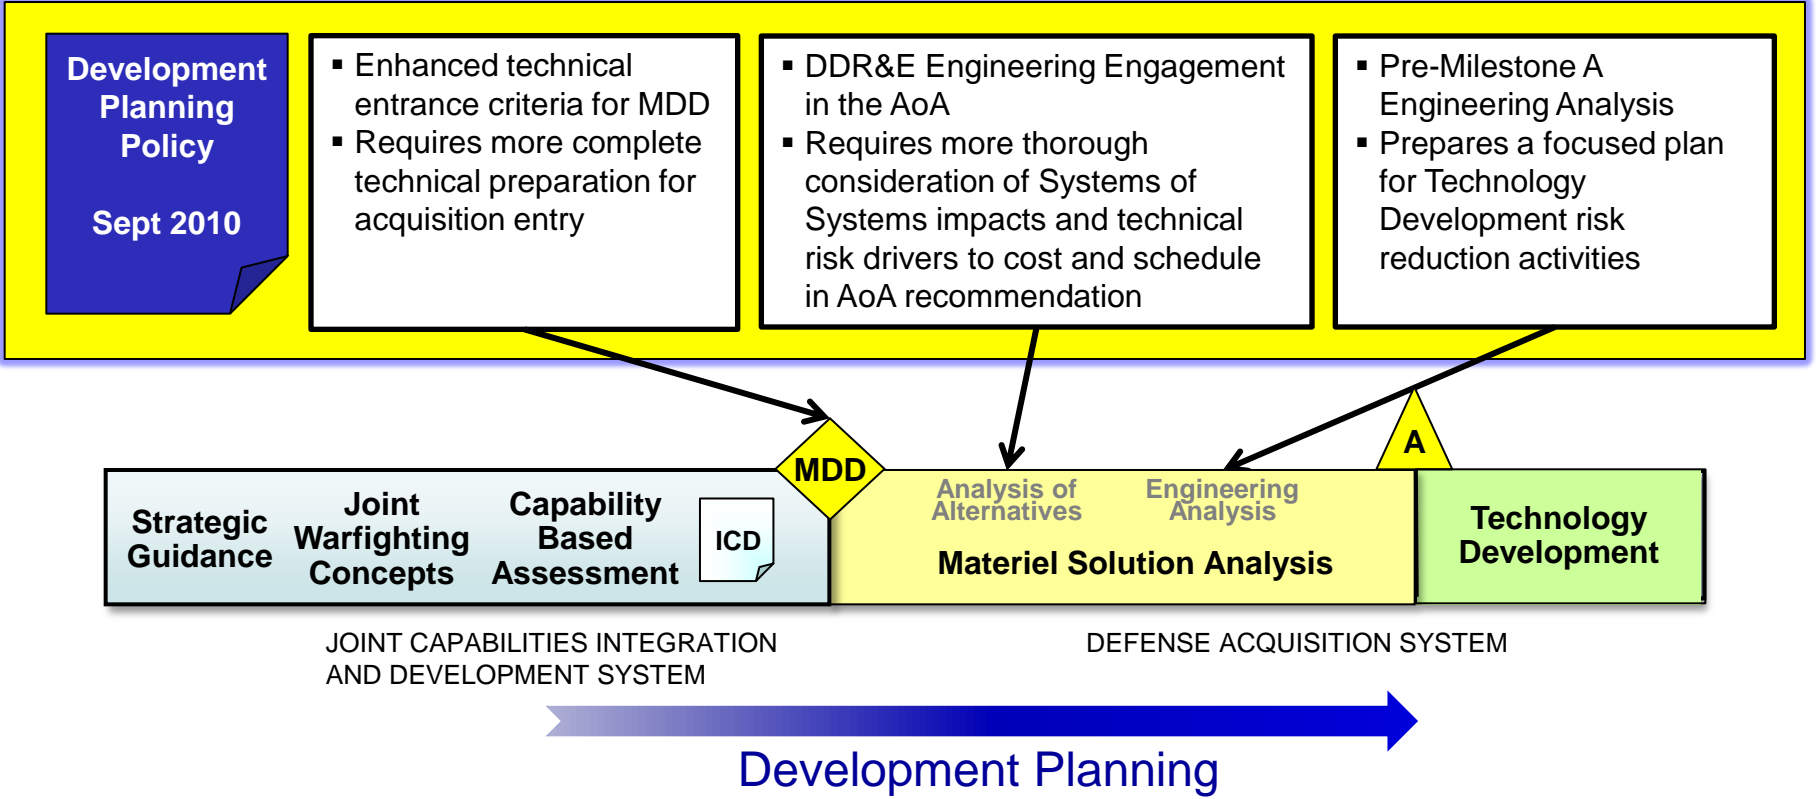 Development
Planning
Policy
Sept 2010
▪ Enhanced technical
entrance criteria for MDD
▪ Requires more complete
technical preparation for
acquisition entry
▪ DDR&E Engineering Engagement
in the AoA
▪ Requires more thorough
consideration of Systems of
Systems impacts and technical
risk drivers to cost and schedule
in AoA recommendation
▪ Pre-Milestone A
Engineering Analysis
▪ Prepares a focused plan
for Technology
Development risk
reduction activities
MDD
A
Strategic
Guidance
Joint
Warfighting
Concepts
Capability
Based
Assessment
ICD
Analysis of
Alternatives
Engineering
Analysis
Materiel Solution Analysis
Technology
Development
JOINT CAPABILITIES INTEGRATION
AND DEVELOPMENT SYSTEM
DEFENSE ACQUISITION SYSTEM
Development Planning